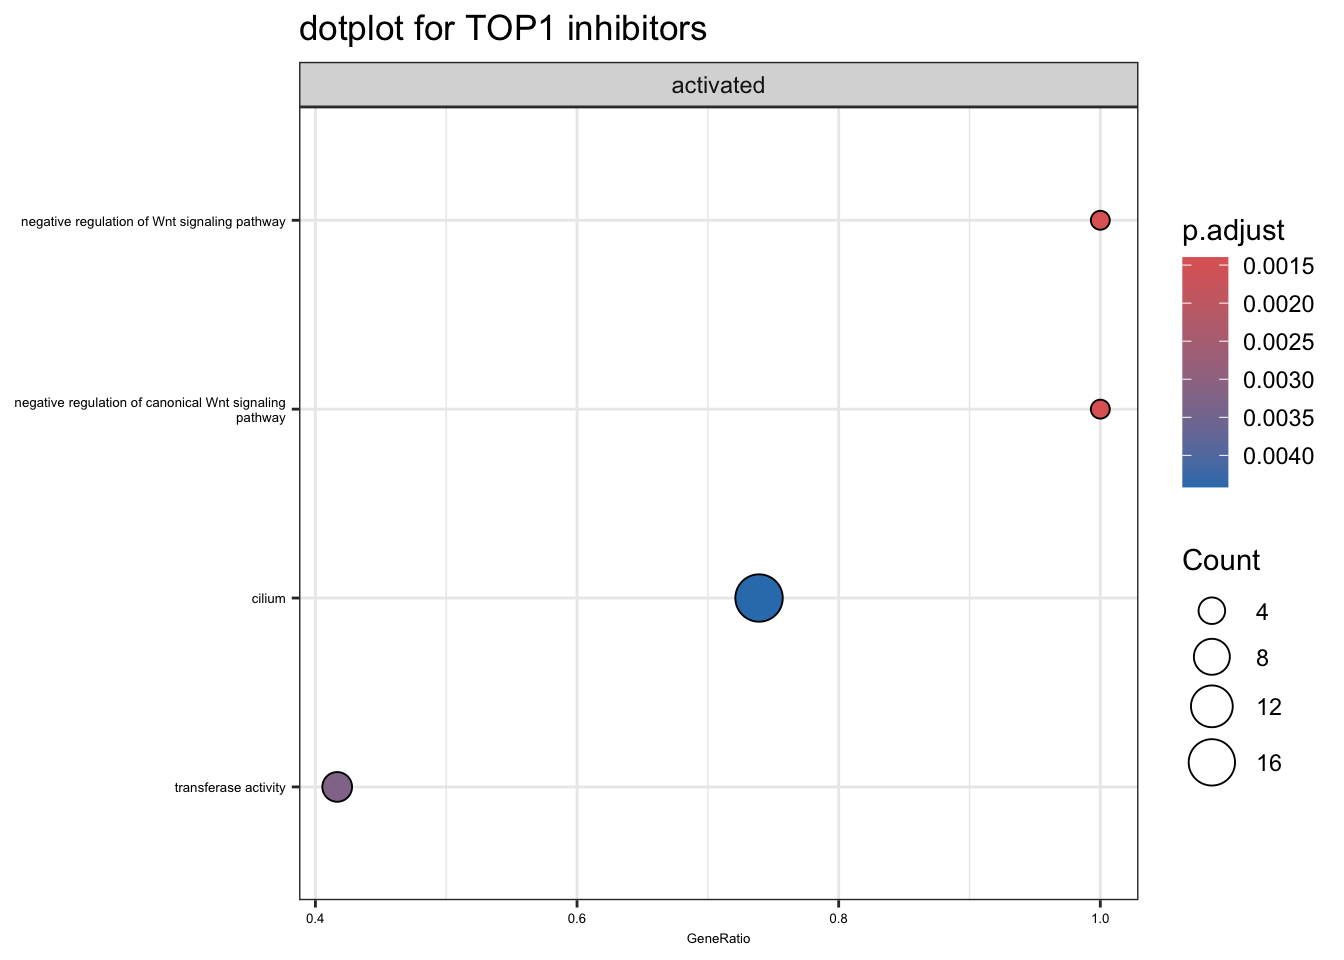 dotplot for TOP1 inhibitors
activated
negative regulation of Wnt signaling pathway
negative regulation of canonical Wnt signaling
pathway
cilium
transferase activity
0.4
0.6
0.8
1.0
GeneRatio
p.adjust
0.0015
0.0020
0.0025
0.0030
0.0035
0.0040
Count
4
8
12
16